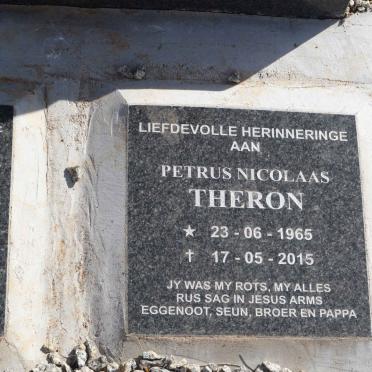 LIEFDEVOLLE HERINNERINGE
AAN
PETRUS NICOLAAS
THERON
★ 23 - 06 - 1965
† 17 - 05 - 2015
JY WAS MY ROTS, MY ALLES
RUS SAG IN JESUS ARMS
EGGENOOT, SEUN, BROER EN PAPPA